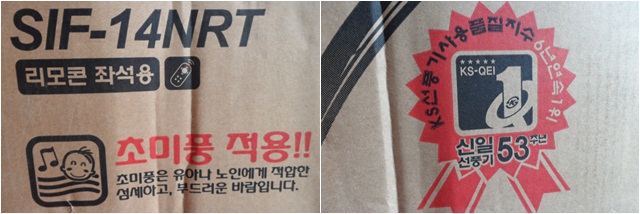 SIF-14NRT
리모콘 좌석용
초미풍 적용!!
초미풍은 유아나 노인에게 적합한
섬세하고, 부드러운 바람입니다.
KS선풍기사용품질지수 6년연속1위
KS-QEI
1
신일 53주년
선풍기